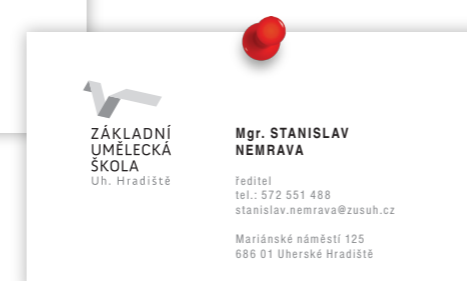 ZÁKLADNÍ
UMĚLECKÁ
ŠKOLA
Uh. Hradiště
Mgr. STANISLAV
NEMRAVA
ředitel
tel.: 572 551 488
stanislav.nemrava@zusuh.cz
Mariánské náměstí 125
686 01 Uherské Hradiště